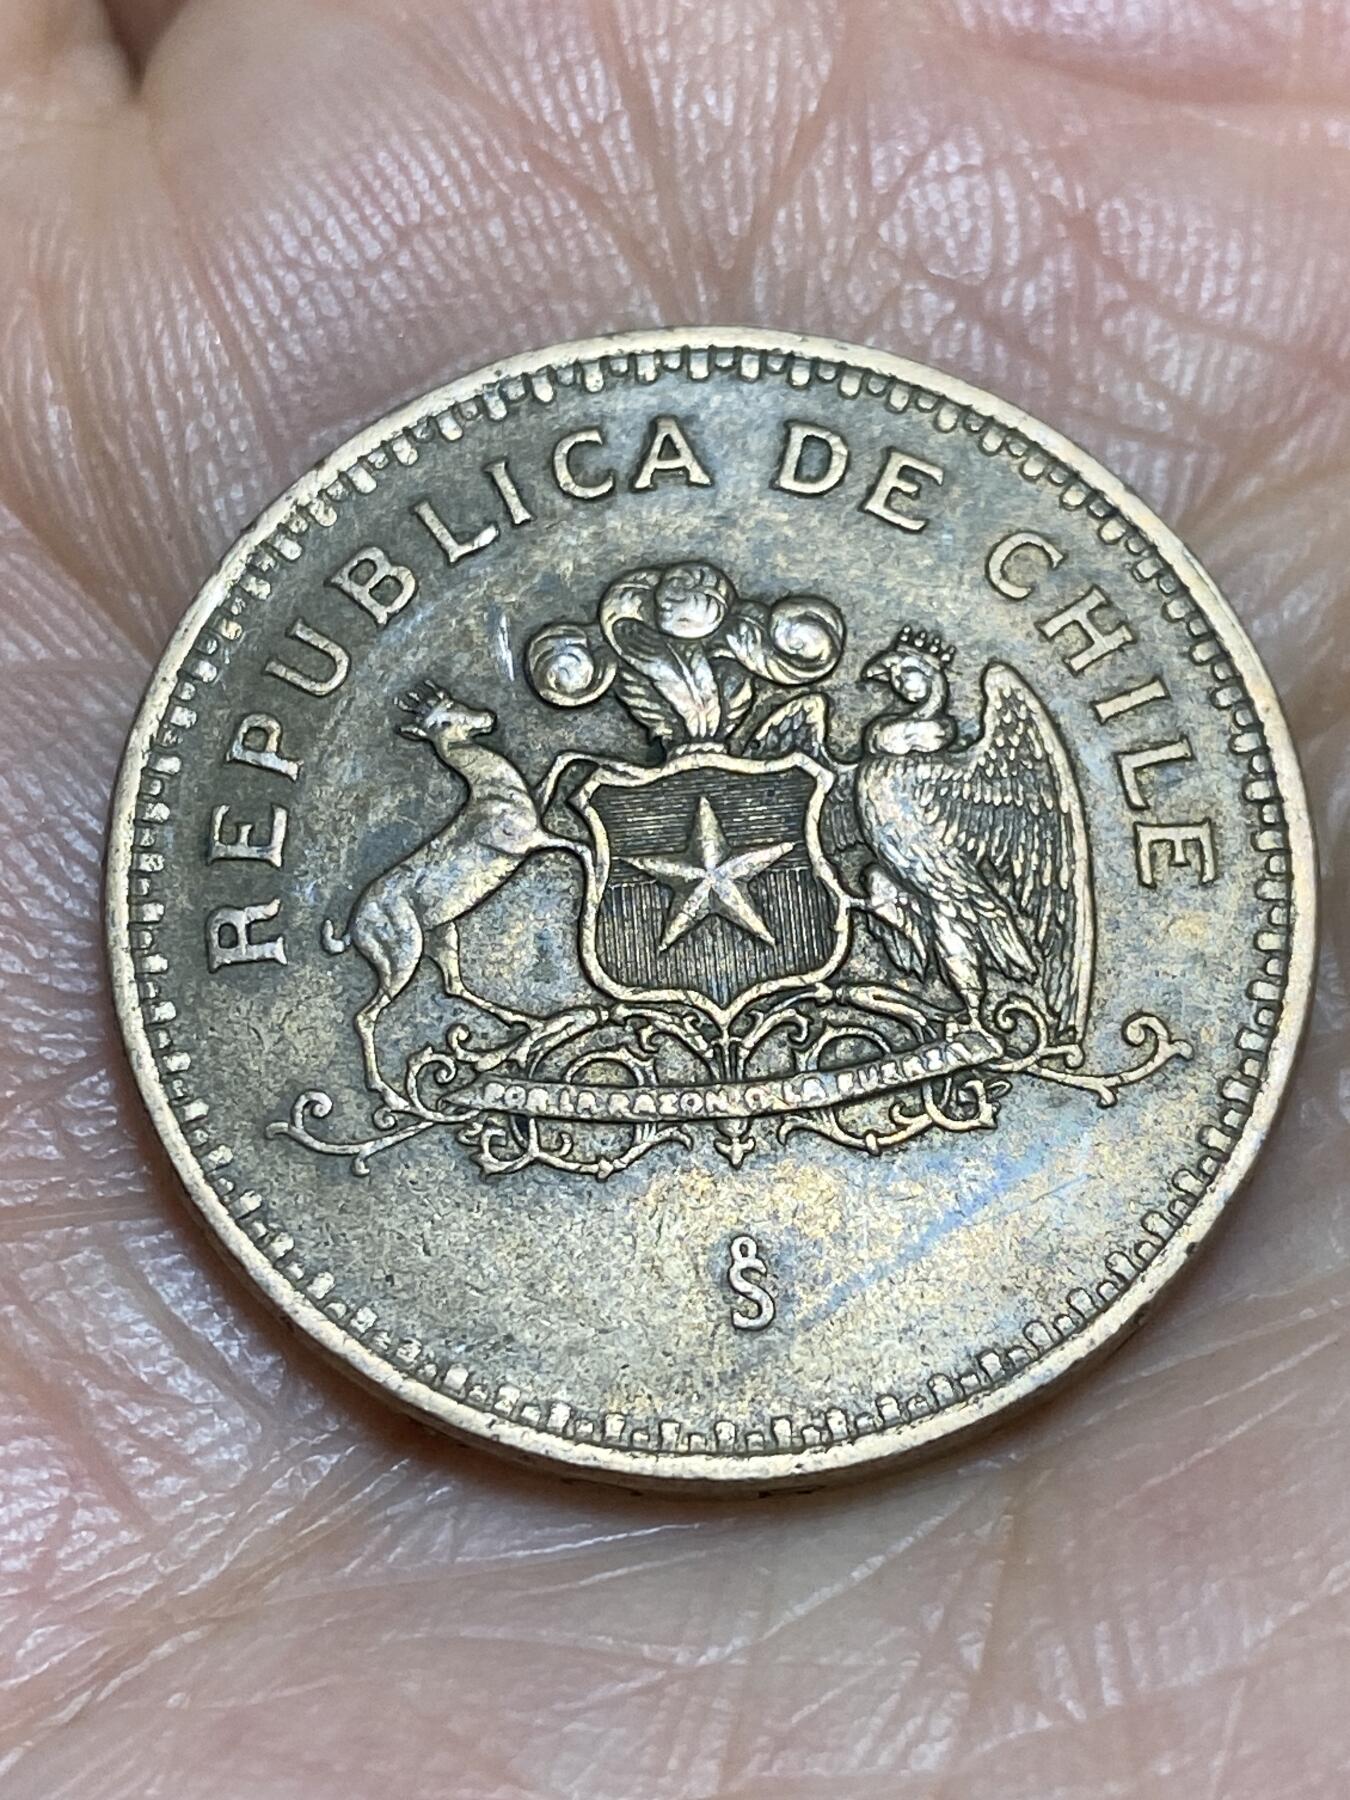 REPUBLICA DE CHILE
POR LA RAZON O LA FUERZA
S